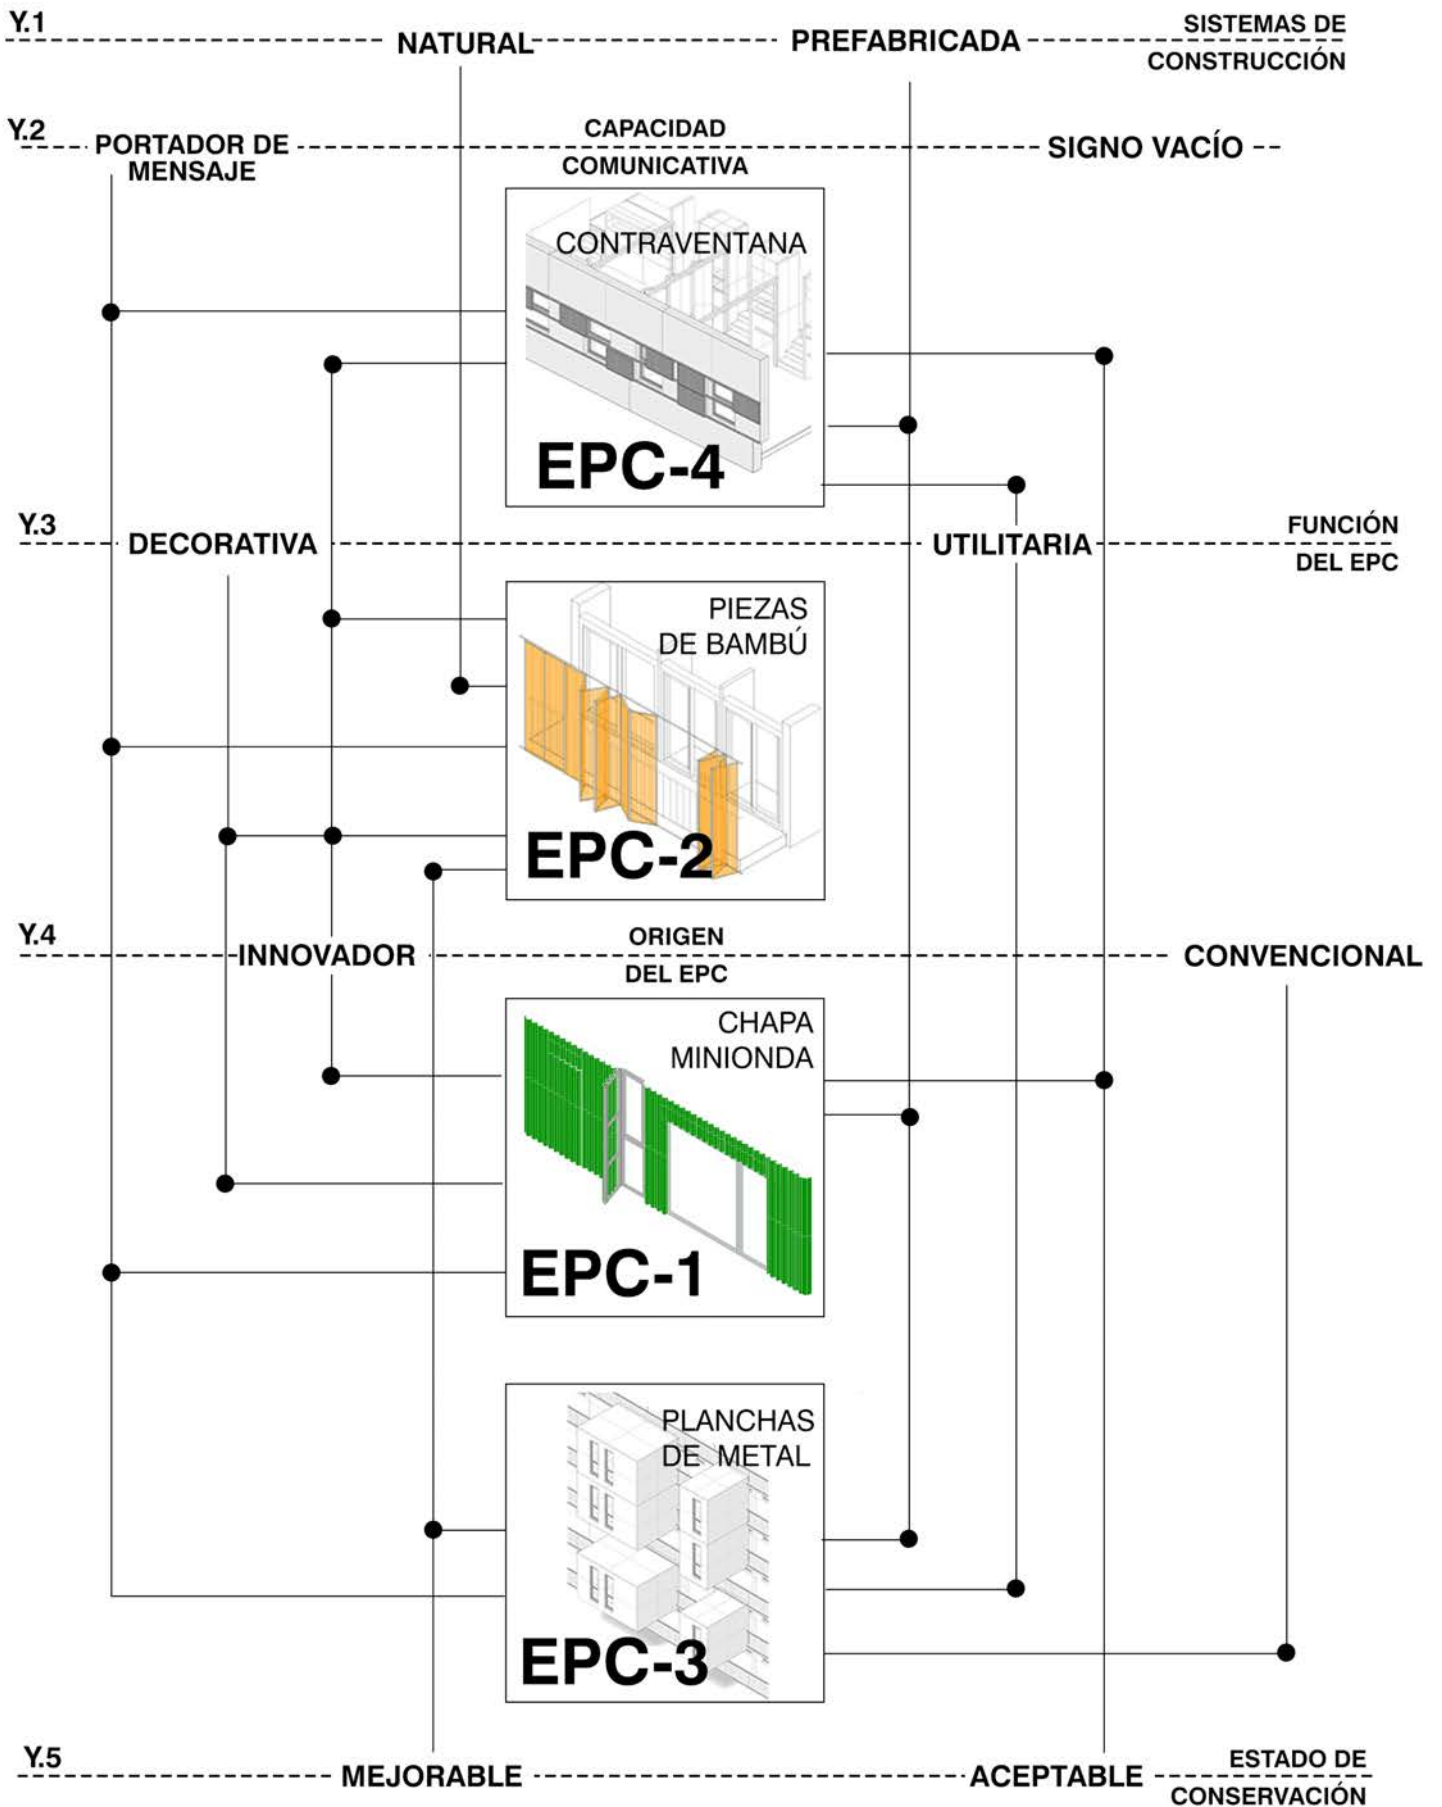 Y.1
NATURAL
PREFABRICADA
SISTEMAS DE
CONSTRUCCIÓN
Y.2
PORTADOR DE
MENSAJE
CAPACIDAD
COMUNICATIVA
SIGNO VACÍO
CONTRAVENTANA
EPC-4
Y.3
DECORATIVA
UTILITARIA
FUNCIÓN
DEL EPC
PIEZAS
DE BAMBÚ
EPC-2
Y.4
INNOVADOR
ORIGEN
DEL EPC
CONVENCIONAL
CHAPA
MINIONDA
EPC-1
PLANCHAS
DE METAL
EPC-3
Y.5
MEJORABLE
ACEPTABLE
ESTADO DE
CONSERVACIÓN